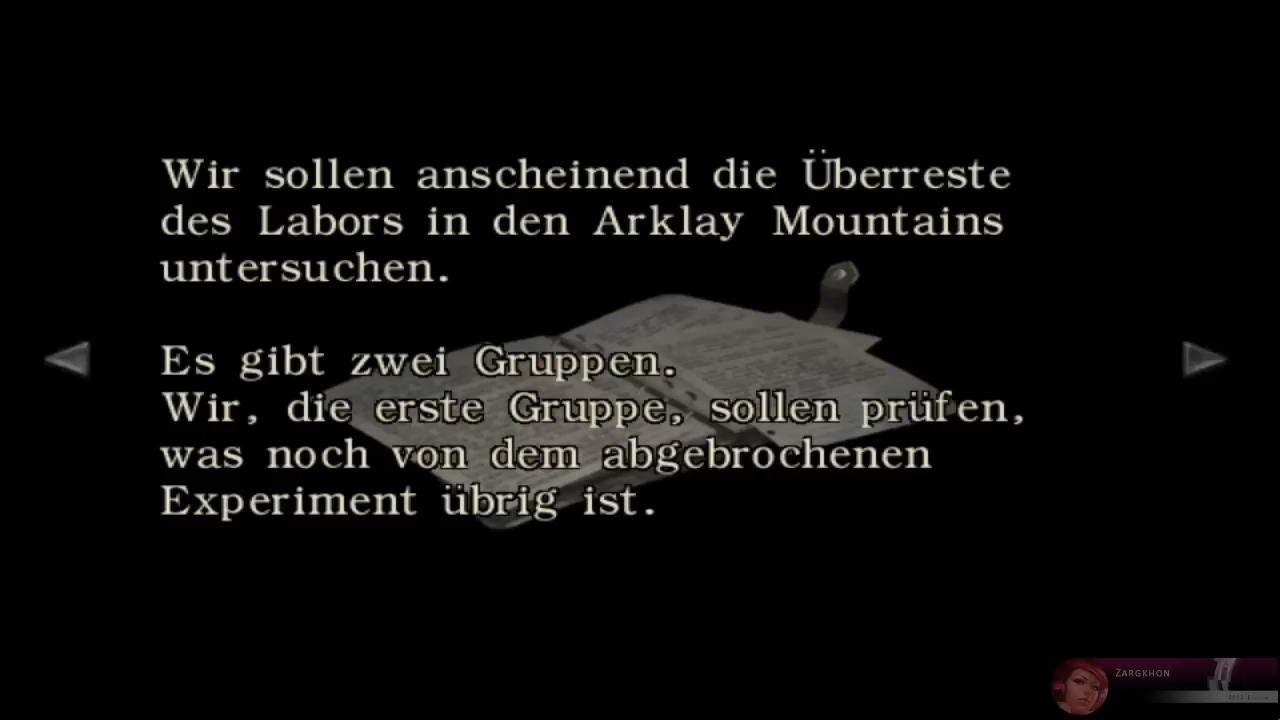 Wir sollen anscheinend die Überreste
des Labors in den Arklay Mountains
untersuchen.
Es gibt zwei Gruppen.
Wir, die erste Gruppe, sollen prüfen,
was noch von dem abgebrochenen
Experiment übrig ist.
ZARGKHON